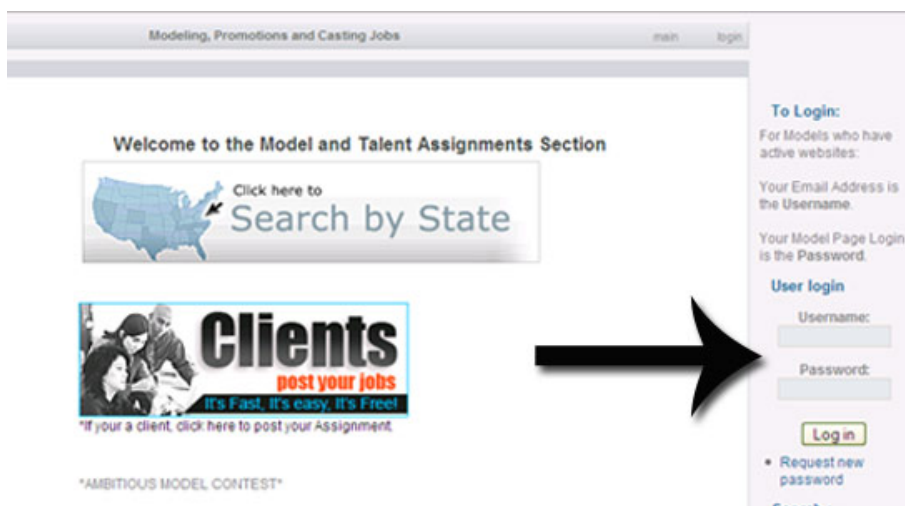 Modeling, Promotions and Casting Jobs
main
login
Welcome to the Model and Talent Assignments Section
Click here to
Search by State
Clients
post your jobs
It's Fast, It's easy, It's Free!
*If your a client, click here to post your Assignment.
*AMBITIOUS MODEL CONTEST*
To Login:
For Models who have
active websites:
Your Email Address is
the Username.
Your Model Page Login
is the Password.
User login
Username:
Password:
Log in
• Request new
password